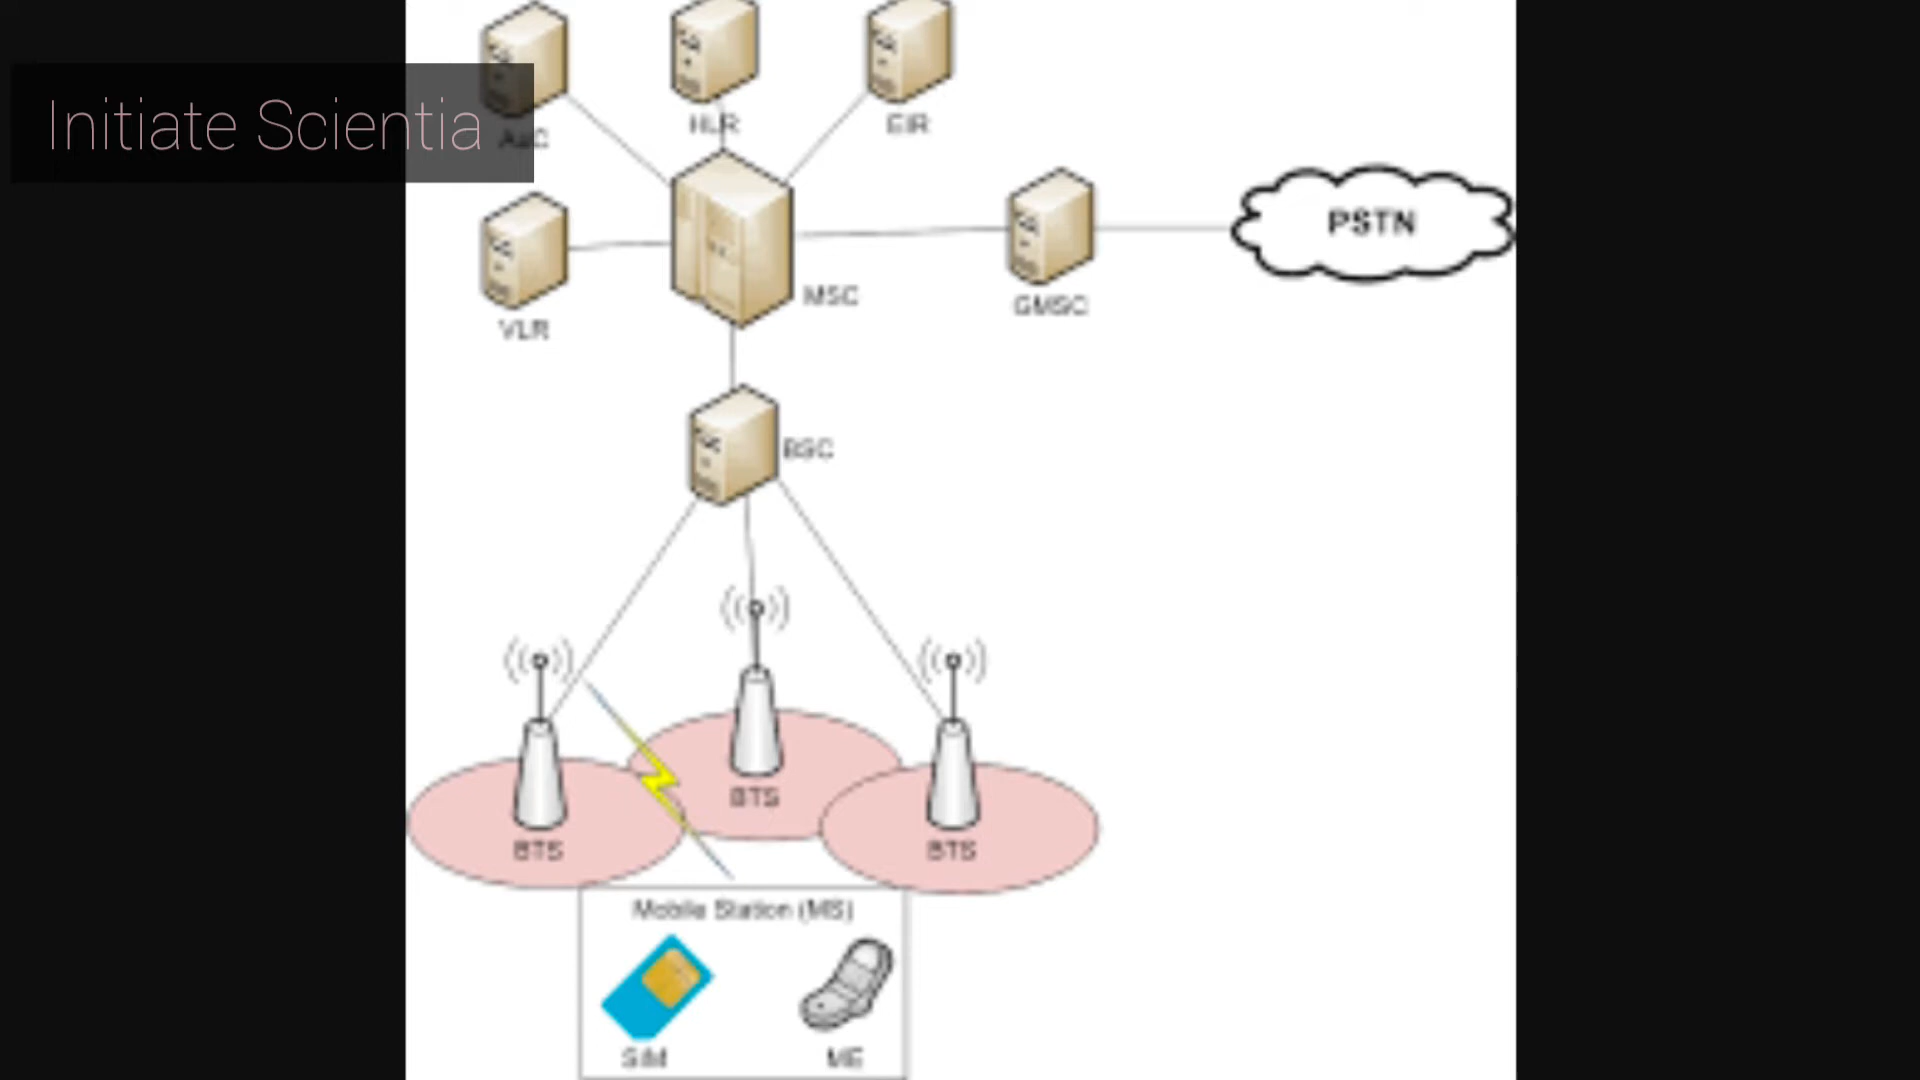 Initiate Scientia
AuC
HLR
EIR
PSTN
MSC
GMSC
VLR
BSC
BTS
BTS
BTS
Mobile Station (MS)
SIM
ME